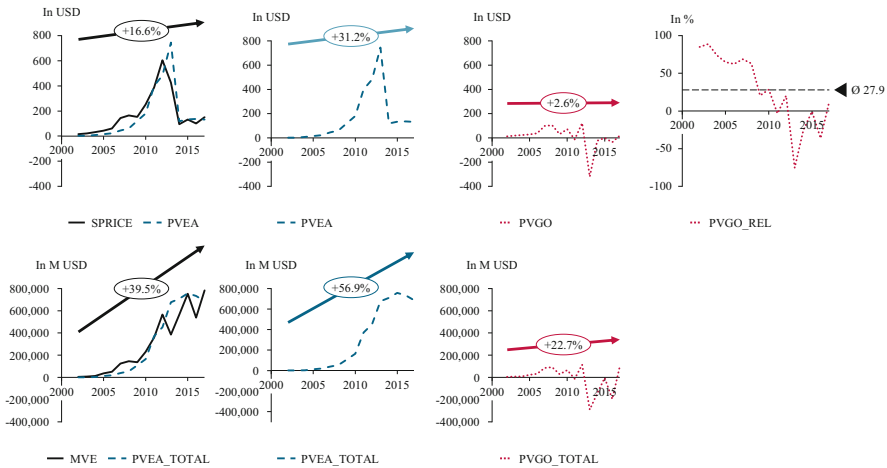 In USD
In USD
In USD
In %
+16.6%
+31.2%
+2.6%
800
600
400
200
0
-200
-400
2000 2005 2010 2015
800
600
400
200
0
-200
-400
2000 2005 2010 2015
800
600
400
200
0
-200
-400
2000 2005 2010 2015
100
50
0
-50
-100
2000 2005 2010 2015
Ø 27.9
SPRICE PVEA
PVEA
PVGO
PVGO_REL
In M USD
In M USD
In M USD
+39.5%
+56.9%
+22.7%
800,000
600,000
400,000
200,000
0
-200,000
-400,000
2000 2005 2010 2015
800,000
600,000
400,000
200,000
0
-200,000
-400,000
2000 2005 2010 2015
800,000
600,000
400,000
200,000
0
-200,000
-400,000
2000 2005 2010 2015
MVE PVEA_TOTAL
PVEA_TOTAL
PVGO_TOTAL